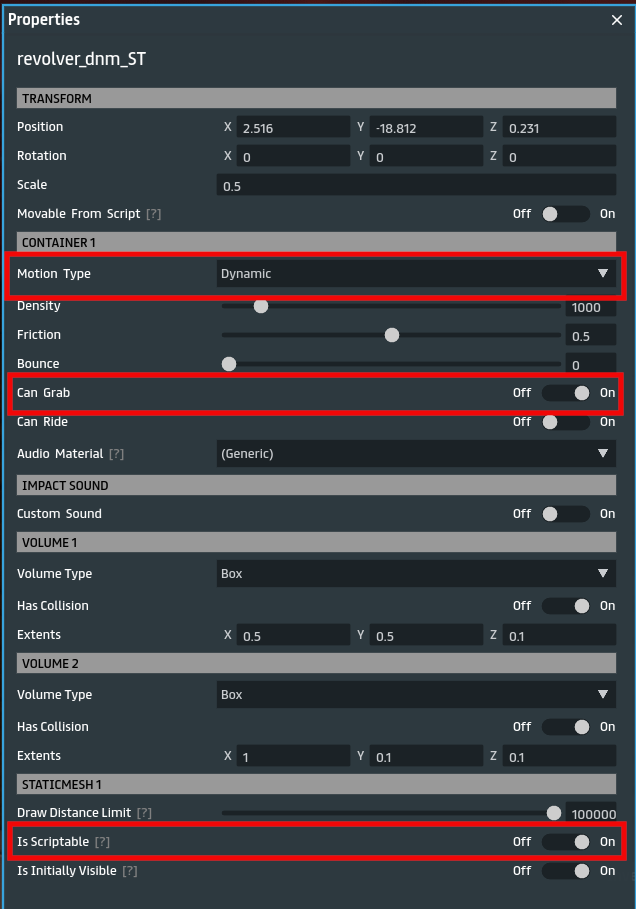 Properties
revolver_dnm_ST
TRANSFORM
Position X 2.516 Y -18.812 Z 0.231
Rotation X 0 Y 0 Z 0
Scale 0.5
Movable From Script [?] Off On
CONTAINER 1
Motion Type Dynamic
Density 1000
Friction 0.5
Bounce 0
Can Grab Off On
Can Ride Off On
Audio Material [?] (Generic)
IMPACT SOUND
Custom Sound Off On
VOLUME 1
Volume Type Box
Has Collision Off On
Extents X 0.5 Y 0.5 Z 0.1
VOLUME 2
Volume Type Box
Has Collision Off On
Extents X 1 Y 0.1 Z 0.1
STATICMESH 1
Draw Distance Limit [?] 100000
Is Scriptable [?] Off On
Is Initially Visible [?] Off On